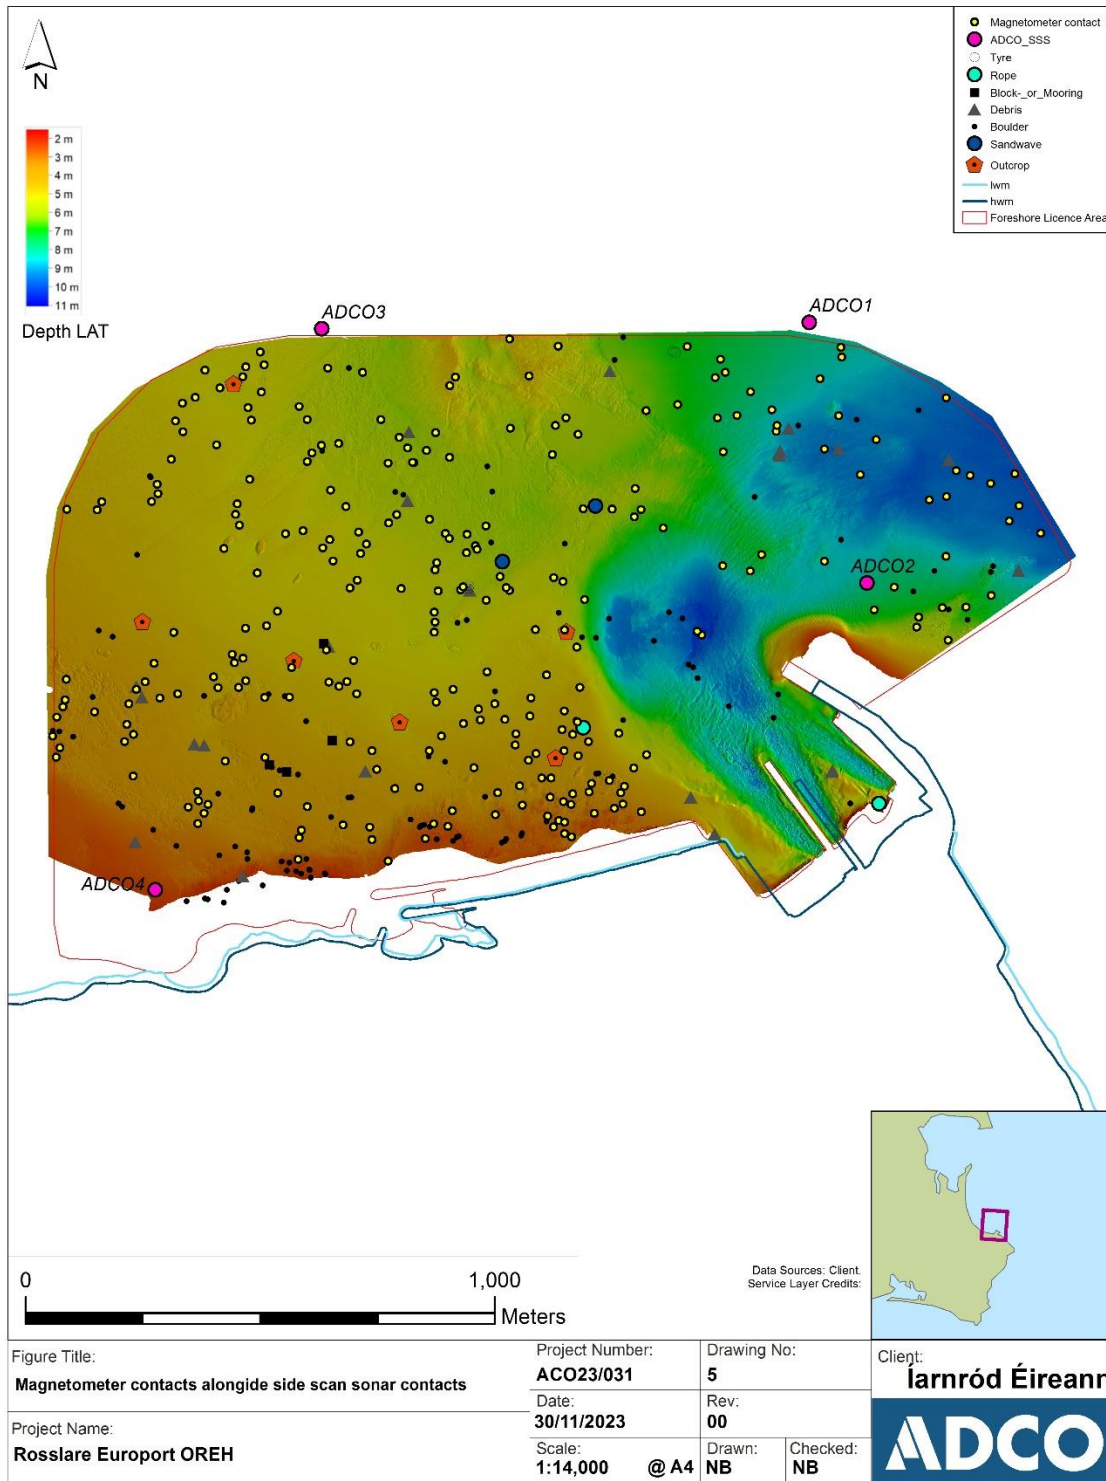 Magnetometer contact
ADCO_SSS
Tyre
Rope
Block-_or_Mooring
Debris
Boulder
Sandwave
Outcrop
lwm
hwm
Foreshore Licence Area
N
2 m
3 m
4 m
5 m
6 m
7 m
8 m
9 m
10 m
11 m
Depth LAT
ADCO3
ADCO1
ADCO2
ADCO4
0 1,000
Meters
Data Sources: Client.
Service Layer Credits:
Figure Title:
Magnetometer contacts alongide side scan sonar contacts
Project Name:
Rosslare Europort OREH
Project Number:
ACO23/031
Drawing No:
5
Date:
30/11/2023
Rev:
00
Scale:
1:14,000 @ A4
Drawn:
NB
Checked:
NB
Client:
Íarnród Éireann
ADCO